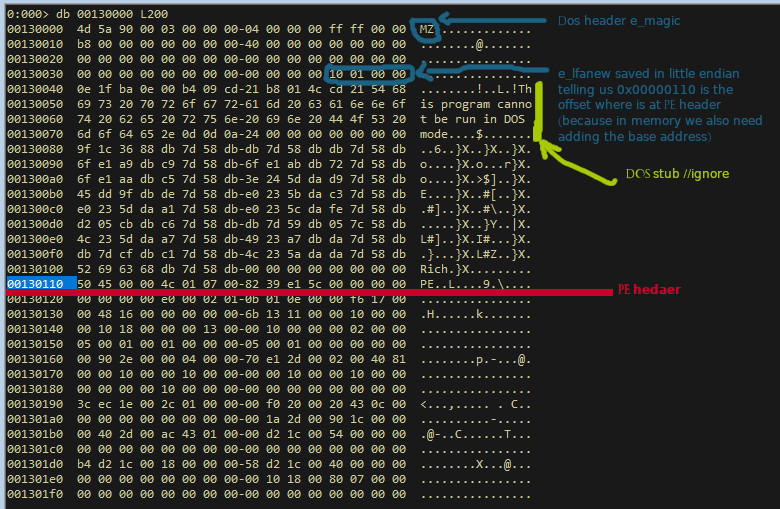 0:000> db 00130000 L200
00130000 4d 5a 90 00 03 00 00 00-04 00 00 00 ff ff 00 00 MZ..............
00130010 b8 00 00 00 00 00 00 00-40 00 00 00 00 00 00 00 ........@.......
00130020 00 00 00 00 00 00 00 00-00 00 00 00 00 00 00 00 ................
00130030 00 00 00 00 00 00 00 00-00 00 00 00 10 01 00 00 ................
00130040 0e 1f ba 0e 00 b4 09 cd-21 b8 01 4c cd 21 54 68 ........!..L.!Th
00130050 69 73 20 70 72 6f 67 72-61 6d 20 63 61 6e 6e 6f is program canno
00130060 74 20 62 65 20 72 75 6e-20 69 6e 20 44 4f 53 20 t be run in DOS
00130070 6d 6f 64 65 2e 0d 0d 0a-24 00 00 00 00 00 00 00 mode....$.......
00130080 9f 1c 36 88 db 7d 58 db-db 7d 58 db db 7d 58 db ..6..}X..}X..}X.
00130090 6f e1 a9 db c9 7d 58 db-6f e1 ab db 72 7d 58 db o....}X.o...r}X.
001300a0 6f e1 aa db c5 7d 58 db-3e 24 5d da d9 7d 58 db o....}X.>$]..}X.
001300b0 45 dd 9f db de 7d 58 db-e0 23 5b da c3 7d 58 db E....}X..#[..}X.
001300c0 e0 23 5d da a1 7d 58 db-e0 23 5c da fe 7d 58 db .#]..}X..#\..}X.
001300d0 d2 05 cb db c6 7d 58 db-db 7d 59 db 05 7c 58 db .....}X..}Y..|X.
001300e0 4c 23 5d da a7 7d 58 db-49 23 a7 db da 7d 58 db L#]..}X.I#...}X.
001300f0 db 7d cf db c1 7d 58 db-4c 23 5a da da 7d 58 db .}...}X.L#Z..}X.
00130100 52 69 63 68 db 7d 58 db-00 00 00 00 00 00 00 00 Rich.}X.........
00130110 50 45 00 00 4c 01 07 00-82 39 e1 5c 00 00 00 00 PE..L....9.\....
00130120 00 00 00 00 e0 00 02 01-0b 01 0e 00 00 f6 17 00 ................
00130130 00 48 16 00 00 00 00 00-6b 13 11 00 00 10 00 00 .H......k.......
00130140 00 10 18 00 00 00 13 00-00 10 00 00 00 02 00 00 ................
00130150 05 00 01 00 01 00 00 00-05 00 01 00 00 00 00 00 ................
00130160 00 90 2e 00 00 04 00 00-70 e1 2d 00 02 00 40 81 ........p.-...@.
00130170 00 00 10 00 00 10 00 00-00 00 10 00 00 10 00 00 ................
00130180 00 00 00 00 10 00 00 00-00 00 00 00 00 00 00 00 ................
00130190 3c ec 1e 00 2c 01 00 00-00 f0 20 00 20 43 0c 00 <...,..... . C..
001301a0 00 00 00 00 00 00 00 00-00 1a 2d 00 90 1c 00 00 ..........-.....
001301b0 00 40 2d 00 ac 43 01 00-00 d2 1c 00 54 00 00 00 .@-..C......T...
001301c0 00 00 00 00 00 00 00 00-00 00 00 00 00 00 00 00 ................
001301d0 b4 d2 1c 00 18 00 00 00-58 d2 1c 00 40 00 00 00 ........X...@...
001301e0 00 00 00 00 00 00 00 00-00 10 18 00 80 07 00 00 ................
001301f0 00 00 00 00 00 00 00 00-00 00 00 00 00 00 00 00 ................
Dos header e_magic
e_lfanew saved in little endian
telling us 0x00000110 is the
offset where is at PE header
(because in memory we also need
adding the base address)
DOS stub //ignore
PE hedaer